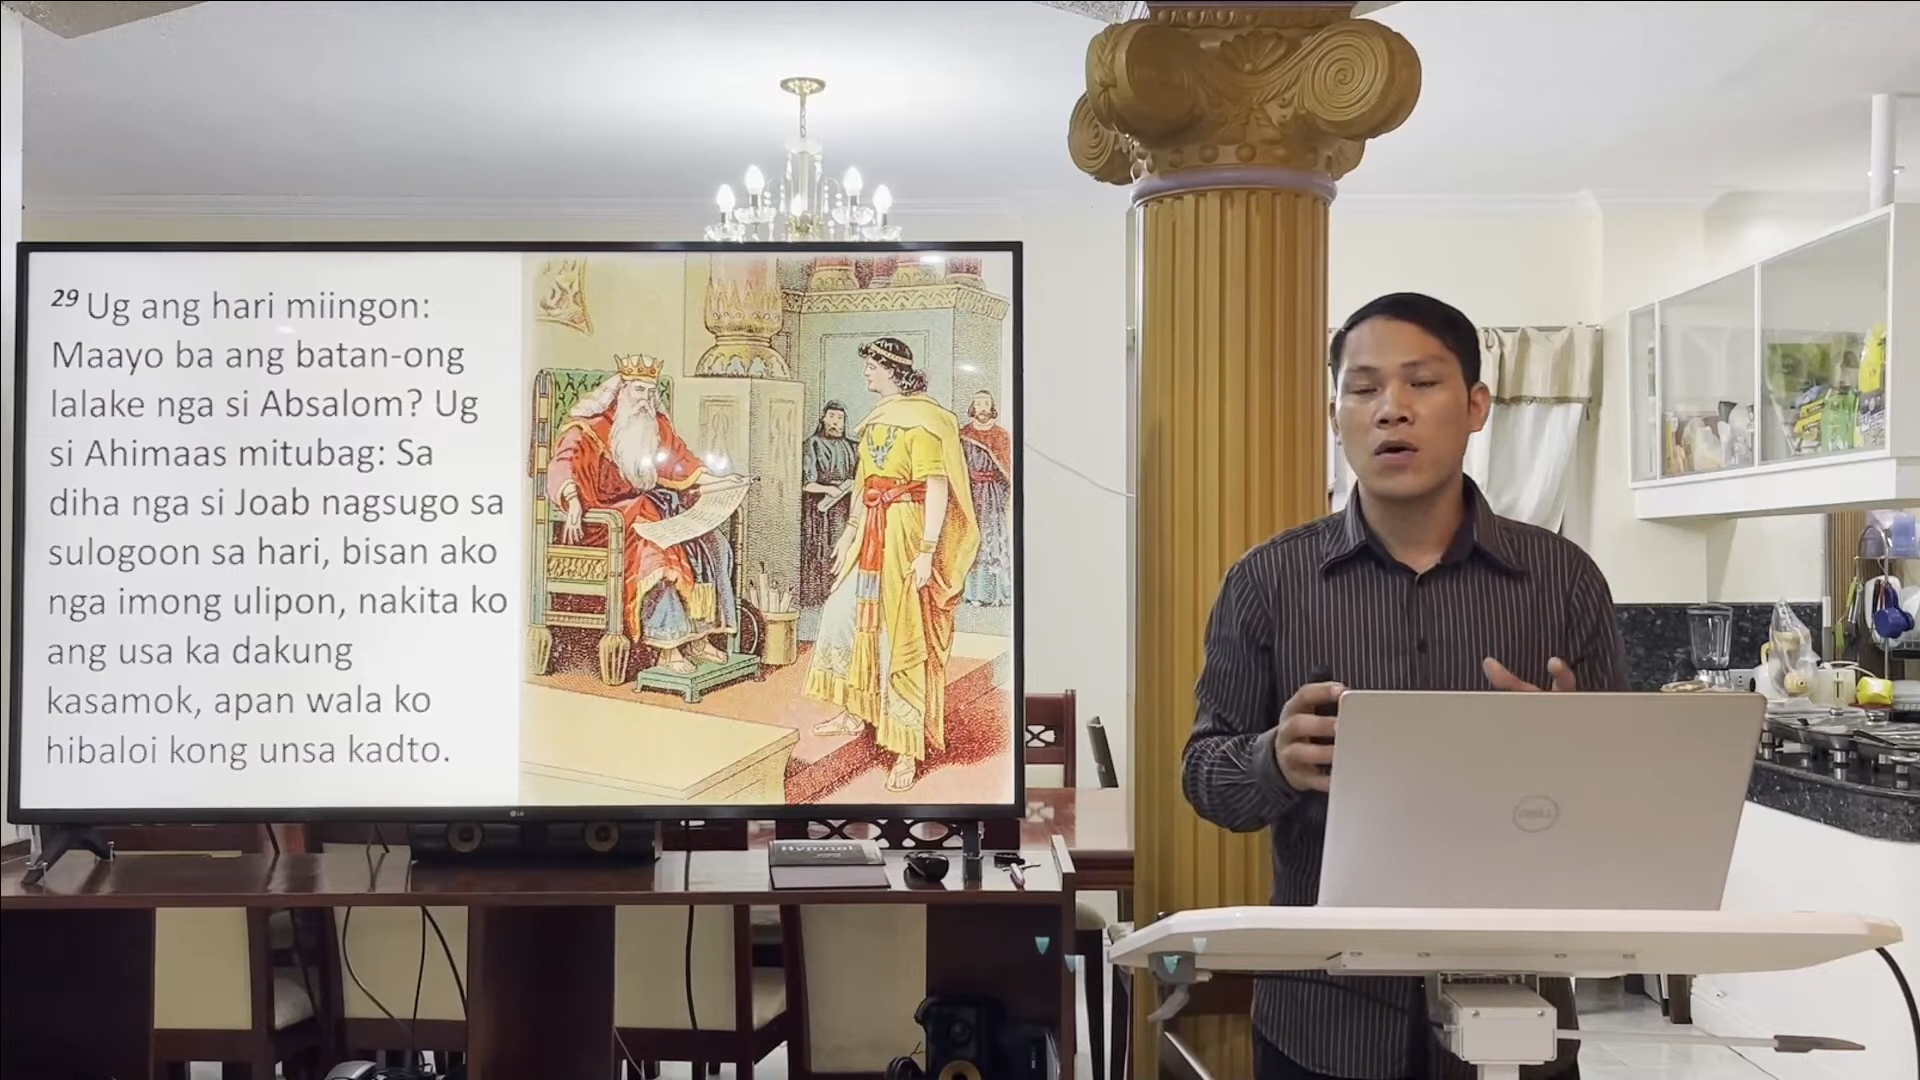 29 Ug ang hari miingon:
Maayo ba ang batan-ong
lalake nga si Absalom? Ug
si Ahimaas mitubag: Sa
diha nga si Joab nagsugo sa
sulogoon sa hari, bisan ako
nga imong ulipon, nakita ko
ang usa ka dakung
kasamok, apan wala ko
hibaloi kong unsa kadto.
LG
Hymnal
DELL